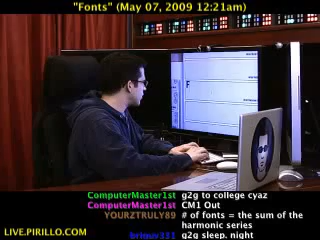 "Fonts" (May 07, 2009 12:21am)
F
ComputerMaster1st g2g to college cyaz
ComputerMaster1st CM1 Out
YOURZTRULY89 # of fonts = the sum of the
harmonic series
briguy331 g2g sleep, night
LIVE.PIRILLO.COM